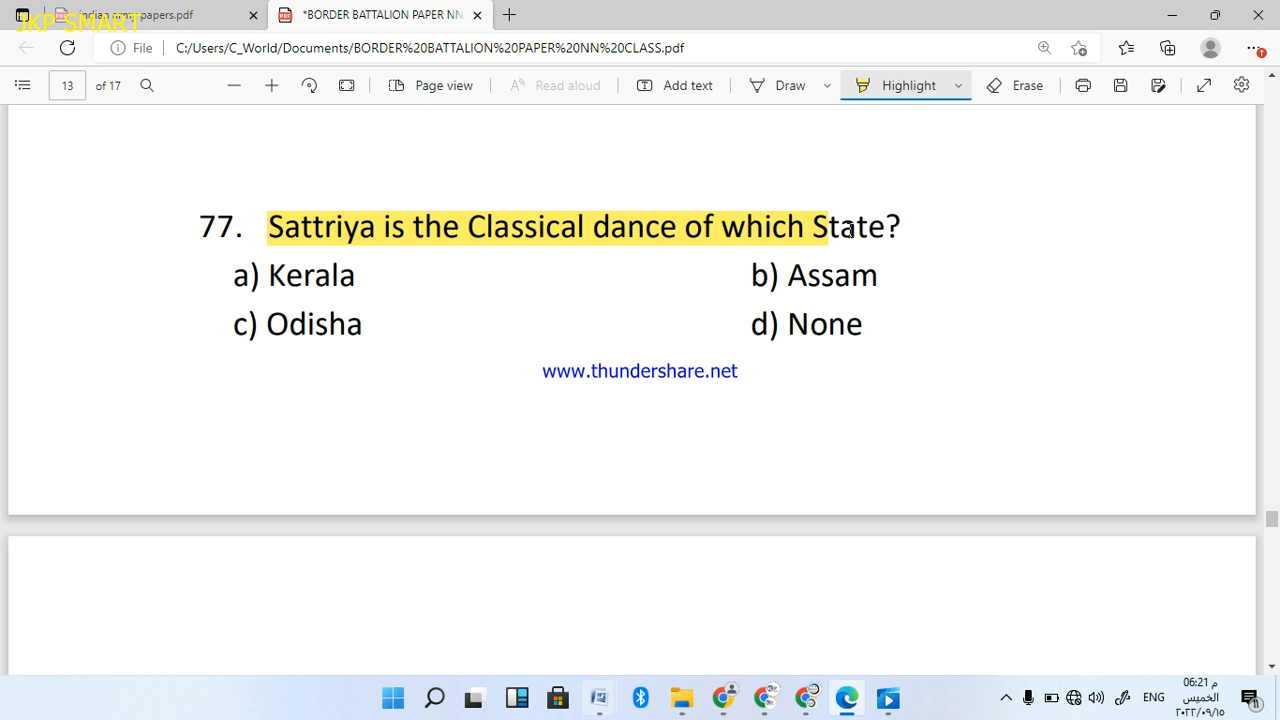 indian army papers.pdf
*BORDER BATTALION PAPER NN
JKP SMART
File
C:/Users/C_World/Documents/BORDER%20BATTALION%20PAPER%20NN%20CLASS.pdf
13 of 17
Page view
Read aloud
Add text
Draw
Highlight
Erase
77. Sattriya is the Classical dance of which State?
a) Kerala b) Assam
c) Odisha d) None
www.thundershare.net
ENG
06:21 م
الخميس
٢٠٢٢/٠٩/١٥